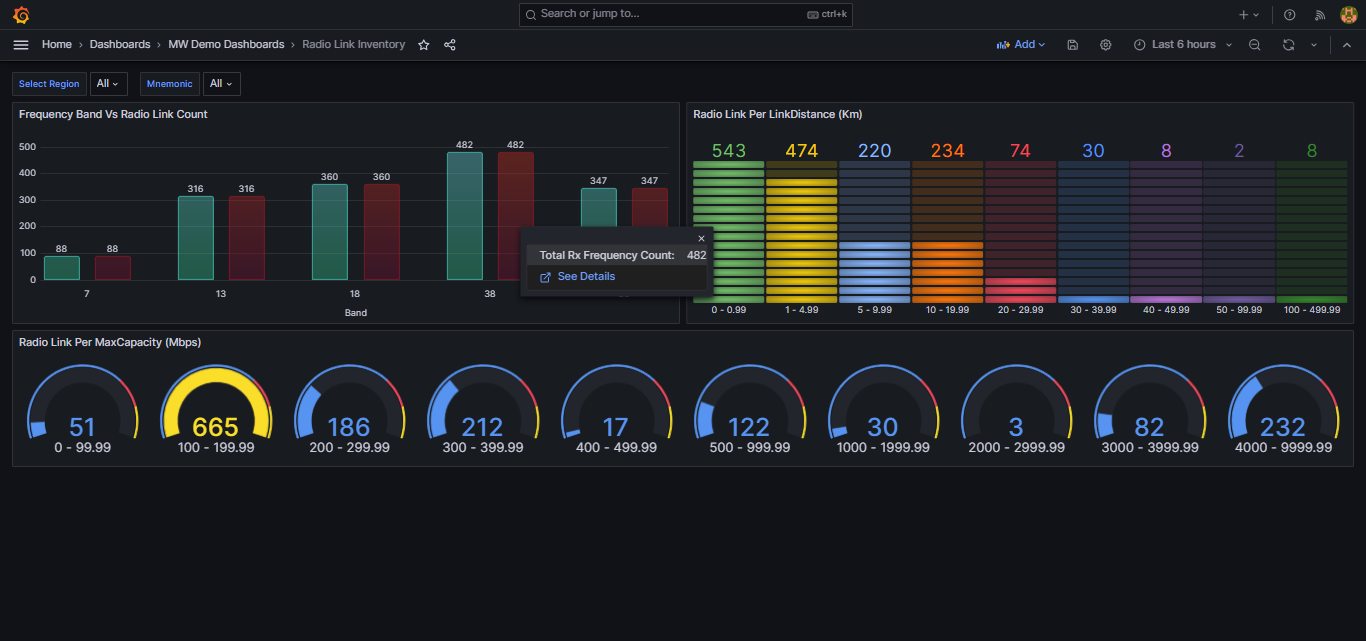 Search or jump to...
ctrl+k
Home › Dashboards › MW Demo Dashboards › Radio Link Inventory
Add
Last 6 hours
Select Region
All
Mnemonic
All
Frequency Band Vs Radio Link Count
500
400
300
200
100
0
88 88
316 316
360 360
482 482
347 347
7 13 18 38
Band
Total Rx Frequency Count: 482
See Details
Radio Link Per LinkDistance (Km)
543 474 220 234 74 30 8 2 8
0 - 0.99 1 - 4.99 5 - 9.99 10 - 19.99 20 - 29.99 30 - 39.99 40 - 49.99 50 - 99.99 100 - 499.99
Radio Link Per MaxCapacity (Mbps)
51 665 186 212 17 122 30 3 82 232
0 - 99.99 100 - 199.99 200 - 299.99 300 - 399.99 400 - 499.99 500 - 999.99 1000 - 1999.99 2000 - 2999.99 3000 - 3999.99 4000 - 9999.99